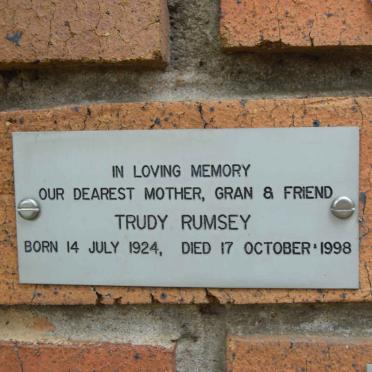 IN LOVING MEMORY
OUR DEAREST MOTHER, GRAN & FRIEND
TRUDY RUMSEY
BORN 14 JULY 1924, DIED 17 OCTOBER 1998